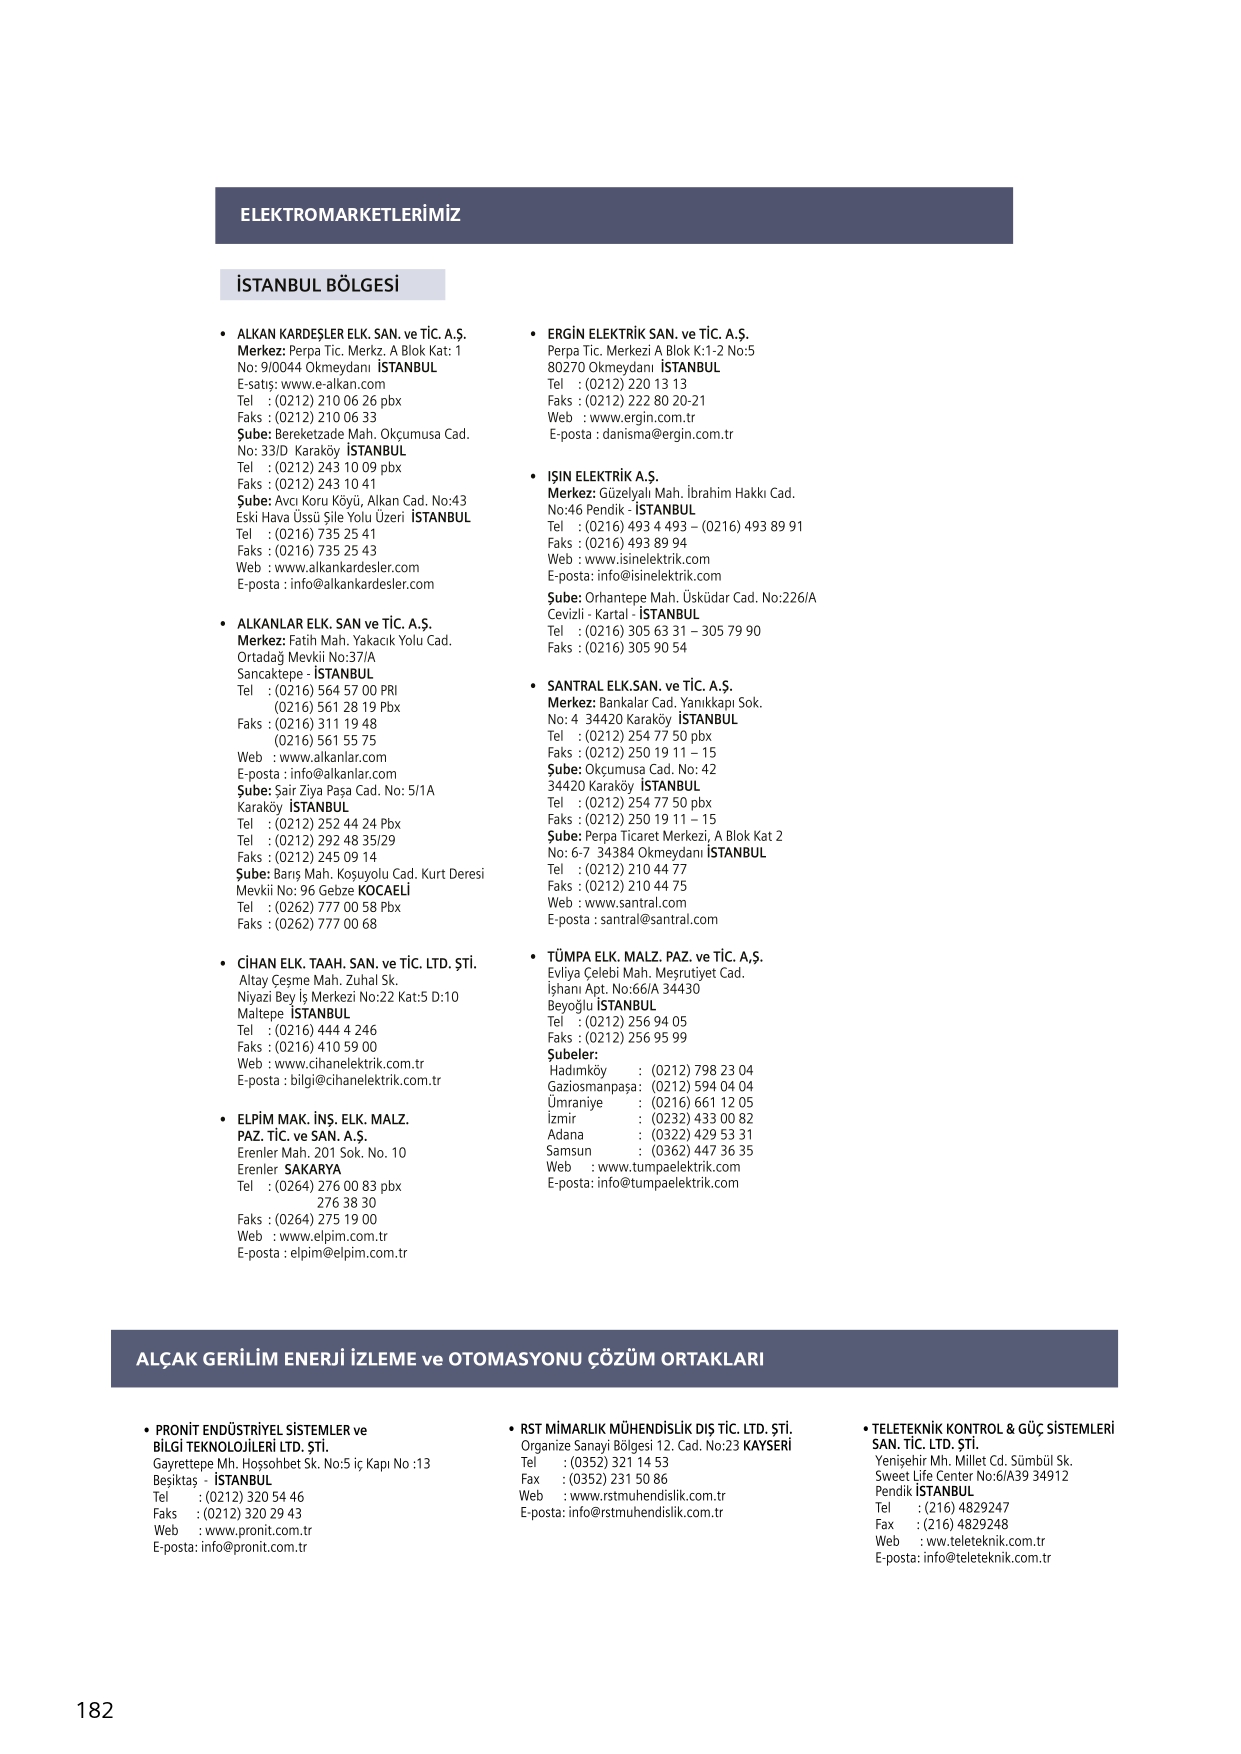 ELEKTROMARKETLERİMİZ
İSTANBUL BÖLGESİ
• ALKAN KARDEŞLER ELK. SAN. ve TİC. A.Ş.
Merkez: Perpa Tic. Merkz. A Blok Kat: 1
No: 9/0044 Okmeydanı İSTANBUL
E-satış: www.e-alkan.com
Tel : (0212) 210 06 26 pbx
Faks : (0212) 210 06 33
Şube: Bereketzade Mah. Okçumusa Cad.
No: 33/D Karaköy İSTANBUL
Tel : (0212) 243 10 09 pbx
Faks : (0212) 243 10 41
Şube: Avcı Koru Köyü, Alkan Cad. No:43
Eski Hava Üssü Şile Yolu Üzeri İSTANBUL
Tel : (0216) 735 25 41
Faks : (0216) 735 25 43
Web : www.alkankardesler.com
E-posta : info@alkankardesler.com
• ALKANLAR ELK. SAN ve TİC. A.Ş.
Merkez: Fatih Mah. Yakacık Yolu Cad.
Ortadağ Mevkii No:37/A
Sancaktepe - İSTANBUL
Tel : (0216) 564 57 00 PRI
(0216) 561 28 19 Pbx
Faks : (0216) 311 19 48
(0216) 561 55 75
Web : www.alkanlar.com
E-posta : info@alkanlar.com
Şube: Şair Ziya Paşa Cad. No: 5/1A
Karaköy İSTANBUL
Tel : (0212) 252 44 24 Pbx
Tel : (0212) 292 48 35/29
Faks : (0212) 245 09 14
Şube: Barış Mah. Koşuyolu Cad. Kurt Deresi
Mevkii No: 96 Gebze KOCAELİ
Tel : (0262) 777 00 58 Pbx
Faks : (0262) 777 00 68
• CİHAN ELK. TAAH. SAN. ve TİC. LTD. ŞTİ.
Altay Çeşme Mah. Zuhal Sk.
Niyazi Bey İş Merkezi No:22 Kat:5 D:10
Maltepe İSTANBUL
Tel : (0216) 444 4 246
Faks : (0216) 410 59 00
Web : www.cihanelektrik.com.tr
E-posta : bilgi@cihanelektrik.com.tr
• ELPİM MAK. İNŞ. ELK. MALZ.
PAZ. TİC. ve SAN. A.Ş.
Erenler Mah. 201 Sok. No. 10
Erenler SAKARYA
Tel : (0264) 276 00 83 pbx
276 38 30
Faks : (0264) 275 19 00
Web : www.elpim.com.tr
E-posta : elpim@elpim.com.tr
• ERGİN ELEKTRİK SAN. ve TİC. A.Ş.
Perpa Tic. Merkezi A Blok K:1-2 No:5
80270 Okmeydanı İSTANBUL
Tel : (0212) 220 13 13
Faks : (0212) 222 80 20-21
Web : www.ergin.com.tr
E-posta : danisma@ergin.com.tr
• IŞIN ELEKTRİK A.Ş.
Merkez: Güzelyalı Mah. İbrahim Hakkı Cad.
No:46 Pendik - İSTANBUL
Tel : (0216) 493 4 493 – (0216) 493 89 91
Faks : (0216) 493 89 94
Web : www.isinelektrik.com
E-posta: info@isinelektrik.com
Şube: Orhantepe Mah. Üsküdar Cad. No:226/A
Cevizli - Kartal - İSTANBUL
Tel : (0216) 305 63 31 – 305 79 90
Faks : (0216) 305 90 54
• SANTRAL ELK.SAN. ve TİC. A.Ş.
Merkez: Bankalar Cad. Yanıkkapı Sok.
No: 4 34420 Karaköy İSTANBUL
Tel : (0212) 254 77 50 pbx
Faks : (0212) 250 19 11 – 15
Şube: Okçumusa Cad. No: 42
34420 Karaköy İSTANBUL
Tel : (0212) 254 77 50 pbx
Faks : (0212) 250 19 11 – 15
Şube: Perpa Ticaret Merkezi, A Blok Kat 2
No: 6-7 34384 Okmeydanı İSTANBUL
Tel : (0212) 210 44 77
Faks : (0212) 210 44 75
Web : www.santral.com
E-posta : santral@santral.com
• TÜMPA ELK. MALZ. PAZ. ve TİC. A,Ş.
Evliya Çelebi Mah. Meşrutiyet Cad.
İşhanı Apt. No:66/A 34430
Beyoğlu İSTANBUL
Tel : (0212) 256 94 05
Faks : (0212) 256 95 99
Şubeler:
Hadımköy : (0212) 798 23 04
Gaziosmanpaşa: (0212) 594 04 04
Ümraniye : (0216) 661 12 05
İzmir : (0232) 433 00 82
Adana : (0322) 429 53 31
Samsun : (0362) 447 36 35
Web : www.tumpaelektrik.com
E-posta: info@tumpaelektrik.com
ALÇAK GERİLİM ENERJİ İZLEME ve OTOMASYONU ÇÖZÜM ORTAKLARI
• PRONİT ENDÜSTRİYEL SİSTEMLER ve
BİLGİ TEKNOLOJİLERİ LTD. ŞTİ.
Gayrettepe Mh. Hoşsohbet Sk. No:5 iç Kapı No :13
Beşiktaş - İSTANBUL
Tel : (0212) 320 54 46
Faks : (0212) 320 29 43
Web : www.pronit.com.tr
E-posta: info@pronit.com.tr
• RST MİMARLIK MÜHENDİSLİK DIŞ TİC. LTD. ŞTİ.
Organize Sanayi Bölgesi 12. Cad. No:23 KAYSERİ
Tel : (0352) 321 14 53
Fax : (0352) 231 50 86
Web : www.rstmuhendislik.com.tr
E-posta: info@rstmuhendislik.com.tr
• TELETEKNİK KONTROL & GÜÇ SİSTEMLERİ
SAN. TİC. LTD. ŞTİ.
Yenişehir Mh. Millet Cd. Sümbül Sk.
Sweet Life Center No:6/A39 34912
Pendik İSTANBUL
Tel : (216) 4829247
Fax : (216) 4829248
Web : ww.teleteknik.com.tr
E-posta: info@teleteknik.com.tr
182